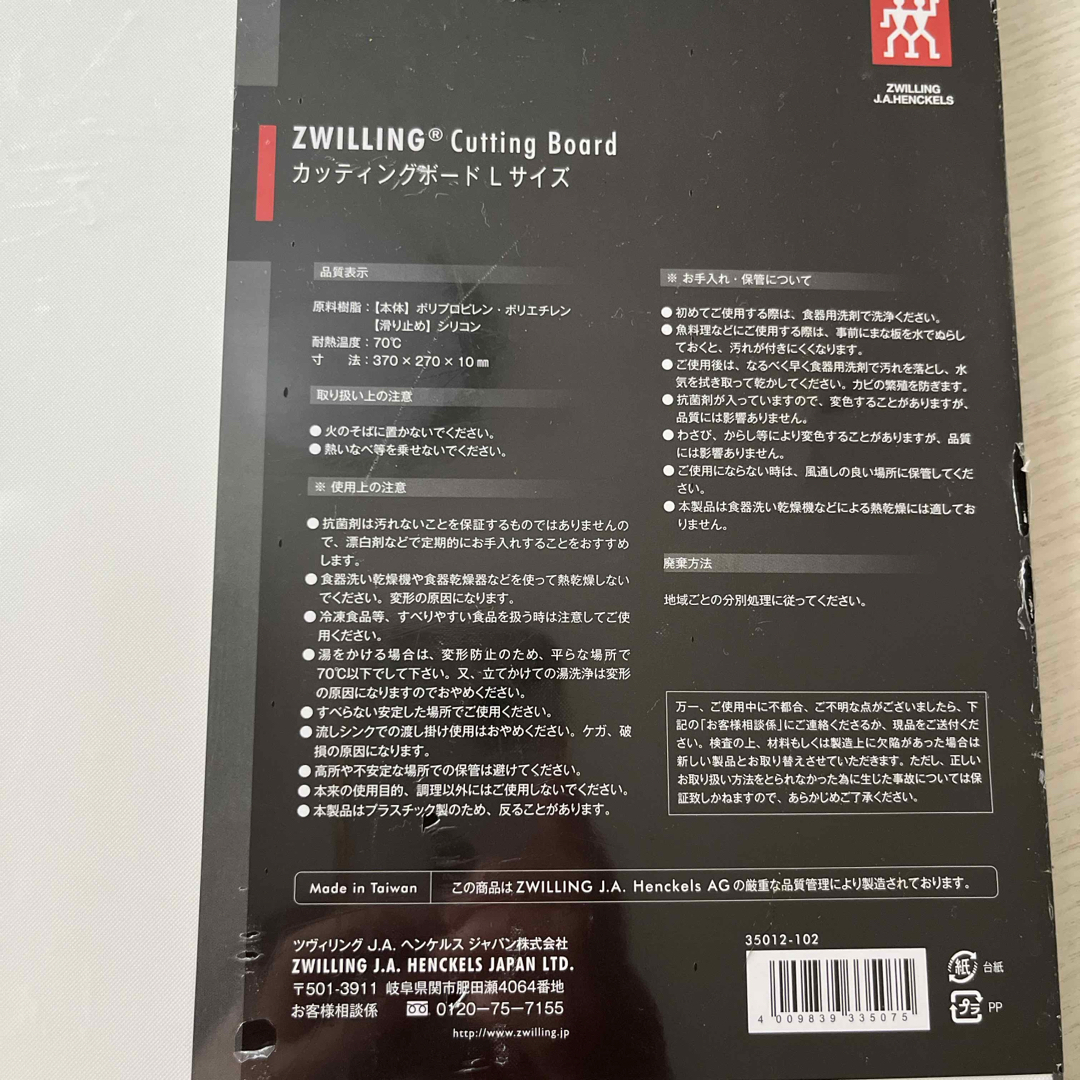 ZWILLING
J.A.HENCKELS
ZWILLING® Cutting Board
カッティングボード L サイズ
品質表示
原料樹脂：【本体】ポリプロピレン・ポリエチレン
【滑り止め】シリコン
耐熱温度：70℃
寸　法：370×270×10㎜
取り扱い上の注意
●火のそばに置かないでください。
●熱いなべ等を乗せないでください。
※ 使用上の注意
●抗菌剤は汚れないことを保証するものではありませんの
で、漂白剤などで定期的にお手入れすることをおすすめ
します。
●食器洗い乾燥機や食器乾燥器などを使って熱乾燥しない
でください。変形の原因になります。
●冷凍食品等、すべりやすい食品を扱う時は注意してご使
用ください。
●湯をかける場合は、変形防止のため、平らな場所で
70℃以下でして下さい。又、立てかけての湯洗浄は変形
の原因になりますのでおやめください。
●すべらない安定した場所でご使用ください。
●流しシンクでの渡し掛け使用はおやめください。ケガ、破
損の原因になります。
●高所や不安定な場所での保管は避けてください。
●本来の使用目的、調理以外にはご使用しないでください。
●本製品はプラスチック製のため、反ることがあります。
※ お手入れ・保管について
●初めてご使用する際は、食器用洗剤で洗浄ください。
●魚料理などにご使用する際は、事前にまな板を水でぬらし
ておくと、汚れが付きにくくなります。
●ご使用後は、なるべく早く食器用洗剤で汚れを落とし、水
気を拭き取って乾かしてください。カビの繁殖を防ぎます。
●抗菌剤が入っていますので、変色することがありますが、
品質には影響ありません。
●わさび、からし等により変色することがありますが、品質
には影響ありません。
●ご使用にならない時は、風通しの良い場所に保管してくだ
さい。
●本製品は食器洗い乾燥機などによる熱乾燥には適してお
りません。
廃棄方法
地域ごとの分別処理に従ってください。
万一、ご使用中に不都合、ご不明な点がございましたら、下
記の「お客様相談係」にご連絡くださるか、現品をご送付くだ
さい。検査の上、材料もしくは製造上に欠陥があった場合は
新しい製品とお取り替えさせていただきます。ただし、正しい
お取り扱い方法をとられなかった為に生じた事故については保
証致しかねますので、あらかじめご了承ください。
Made in Taiwan
この商品は ZWILLING J.A. Henckels AG の厳重な品質管理により製造されております。
ツヴィリング J.A. ヘンケルス ジャパン株式会社
ZWILLING J.A. HENCKELS JAPAN LTD.
〒501-3911 岐阜県関市肥田瀬4064番地
お客様相談係 0120-75-7155
http://www.zwilling.jp
35012-102
4 009839 335075
紙 台紙
プラ PP